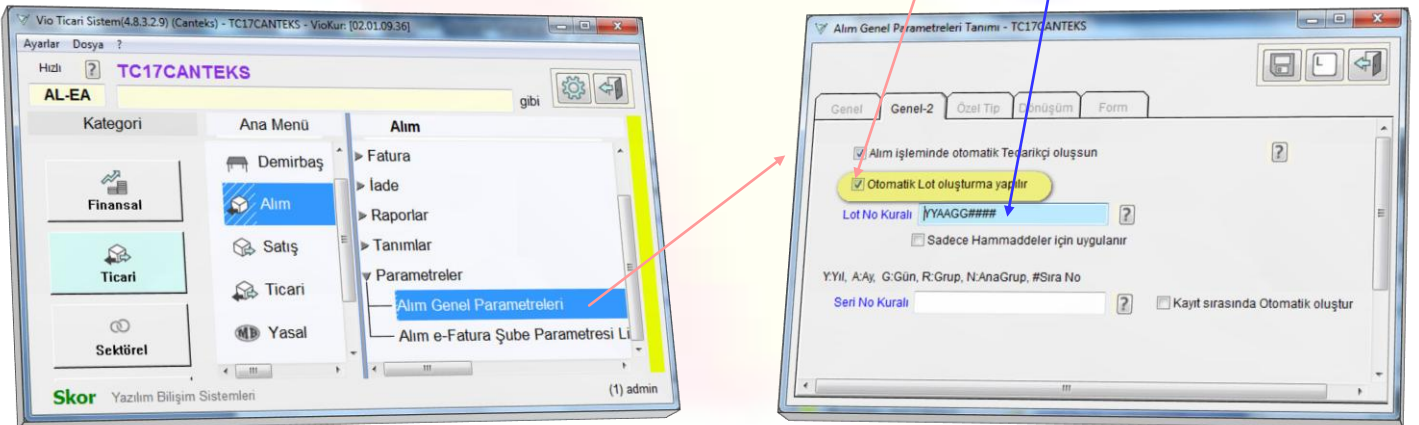 Vio Ticari Sistem(4.8.3.2.9) (Canteks) - TC17CANTEKS - VioKur: [02.01.09.36]
Ayarlar Dosya ?
Hızlı ? TC17CANTEKS
AL-EA gibi
Kategori Ana Menü Alım
Finansal
Ticari
Sektörel
Demirbaş
Alım
Satış
Ticari
MB Yasal
Fatura
İade
Raporlar
Tanımlar
Parametreler
Alım Genel Parametreleri
Alım e-Fatura Şube Parametresi Li
Skor Yazılım Bilişim Sistemleri (1) admin
Alım Genel Parametreleri Tanımı - TC17CANTEKS
L
Genel Genel-2 Özel Tip Dönüşüm Form
Alım işleminde otomatik Tedarikçi oluşsun ?
Otomatik Lot oluşturma yapılır
Lot No Kuralı YYAAGG#### ?
Sadece Hammaddeler için uygulanır
Y:Yıl, A:Ay, G:Gün, R:Grup, N:AnaGrup, #Sıra No
Seri No Kuralı ? Kayıt sırasında Otomatik oluştur